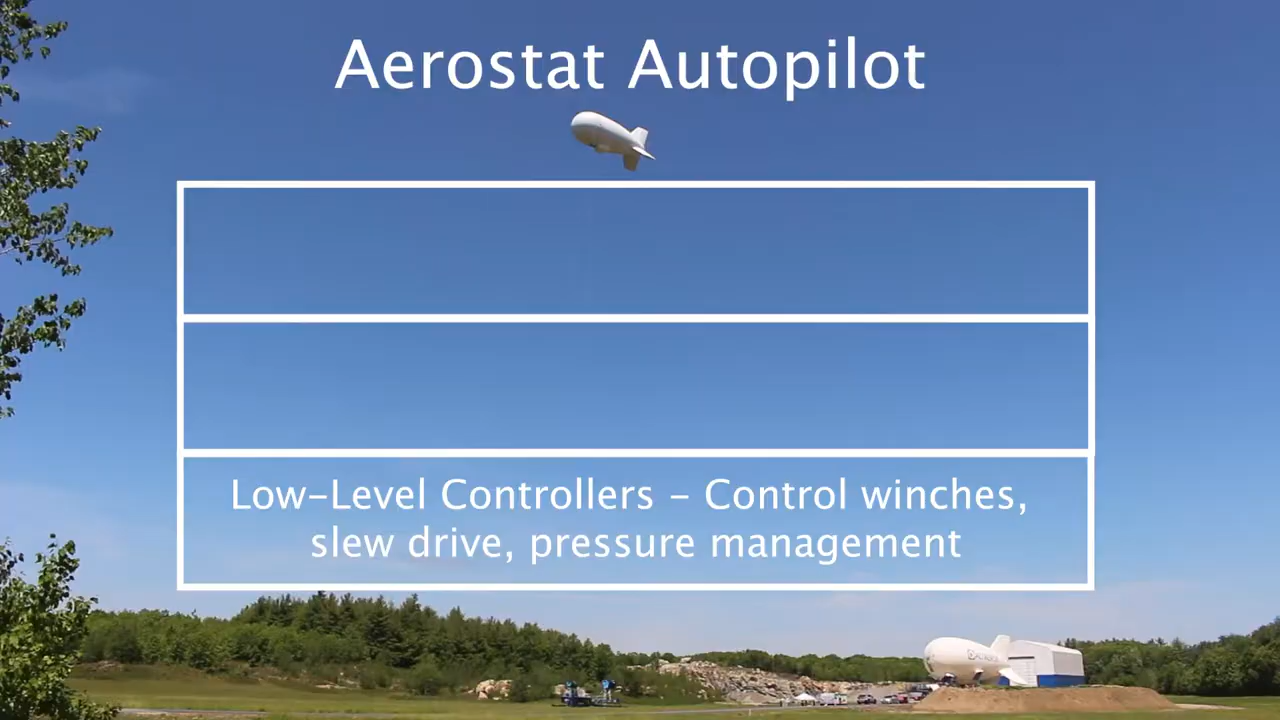 Aerostat Autopilot
Low-Level Controllers - Control winches,
slew drive, pressure management